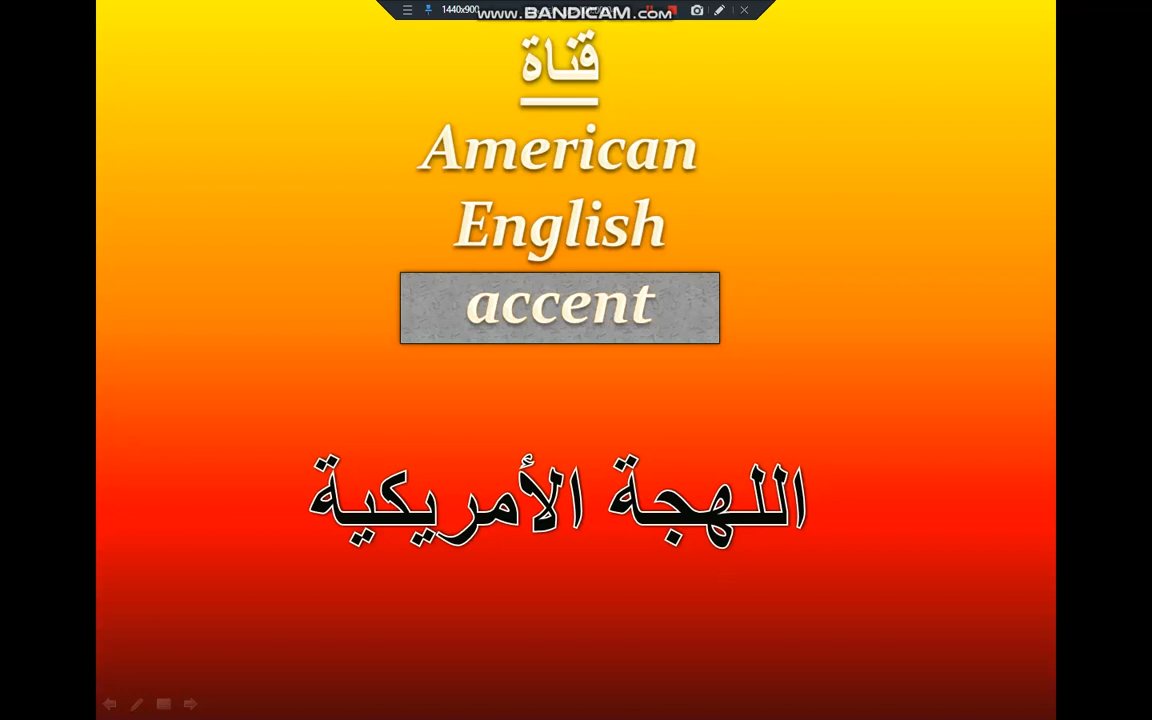 1440x900
www.BANDICAM.com
قناة
American
English
accent
اللهجة الأمريكية